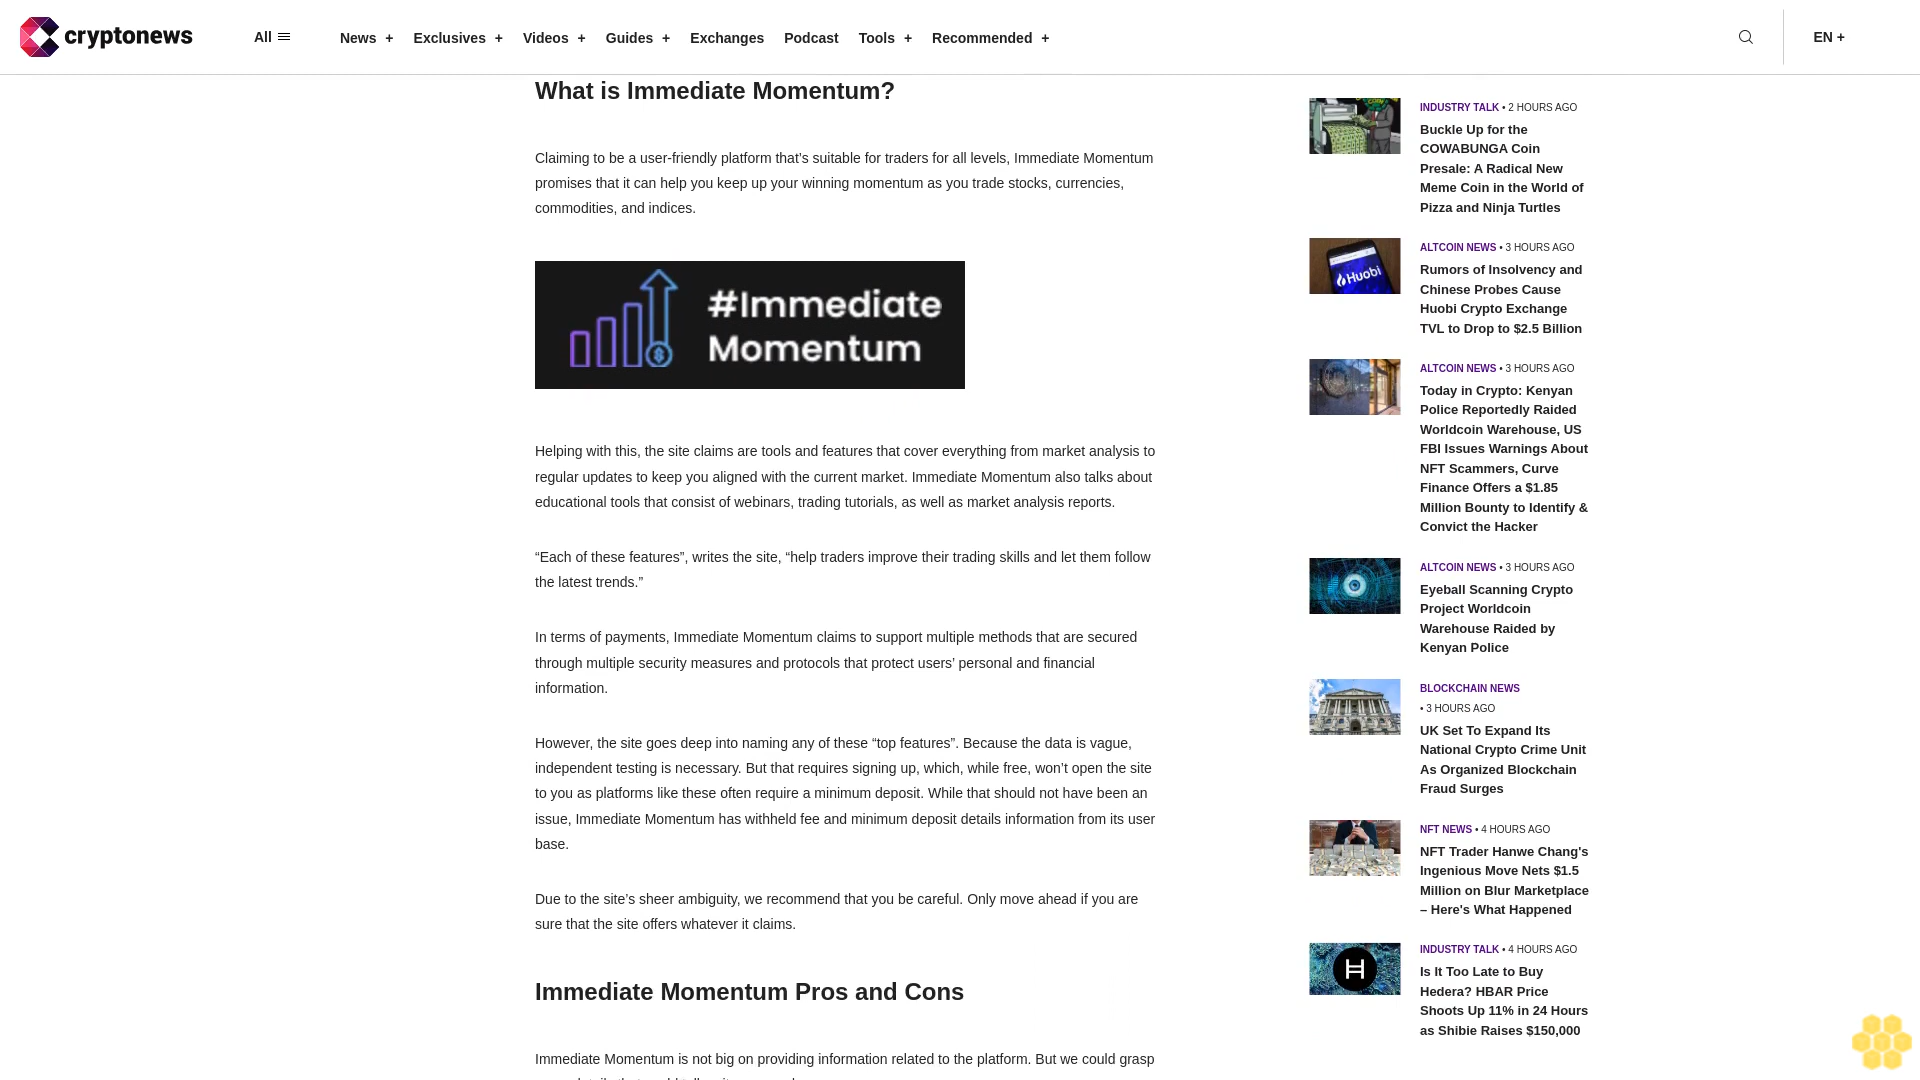 cryptonews
All
News +
Exclusives +
Videos +
Guides +
Exchanges
Podcast
Tools +
Recommended +
EN +
What is Immediate Momentum?
Claiming to be a user-friendly platform that’s suitable for traders for all levels, Immediate Momentum
promises that it can help you keep up your winning momentum as you trade stocks, currencies,
commodities, and indices.
#Immediate
Momentum
Helping with this, the site claims are tools and features that cover everything from market analysis to
regular updates to keep you aligned with the current market. Immediate Momentum also talks about
educational tools that consist of webinars, trading tutorials, as well as market analysis reports.
“Each of these features”, writes the site, “help traders improve their trading skills and let them follow
the latest trends.”
In terms of payments, Immediate Momentum claims to support multiple methods that are secured
through multiple security measures and protocols that protect users’ personal and financial
information.
However, the site goes deep into naming any of these “top features”. Because the data is vague,
independent testing is necessary. But that requires signing up, which, while free, won’t open the site
to you as platforms like these often require a minimum deposit. While that should not have been an
issue, Immediate Momentum has withheld fee and minimum deposit details information from its user
base.
Due to the site’s sheer ambiguity, we recommend that you be careful. Only move ahead if you are
sure that the site offers whatever it claims.
Immediate Momentum Pros and Cons
Immediate Momentum is not big on providing information related to the platform. But we could grasp
INDUSTRY TALK • 2 HOURS AGO
Buckle Up for the
COWABUNGA Coin
Presale: A Radical New
Meme Coin in the World of
Pizza and Ninja Turtles
Huobi
ALTCOIN NEWS • 3 HOURS AGO
Rumors of Insolvency and
Chinese Probes Cause
Huobi Crypto Exchange
TVL to Drop to $2.5 Billion
ALTCOIN NEWS • 3 HOURS AGO
Today in Crypto: Kenyan
Police Reportedly Raided
Worldcoin Warehouse, US
FBI Issues Warnings About
NFT Scammers, Curve
Finance Offers a $1.85
Million Bounty to Identify &
Convict the Hacker
ALTCOIN NEWS • 3 HOURS AGO
Eyeball Scanning Crypto
Project Worldcoin
Warehouse Raided by
Kenyan Police
BLOCKCHAIN NEWS
• 3 HOURS AGO
UK Set To Expand Its
National Crypto Crime Unit
As Organized Blockchain
Fraud Surges
NFT NEWS • 4 HOURS AGO
NFT Trader Hanwe Chang's
Ingenious Move Nets $1.5
Million on Blur Marketplace
– Here's What Happened
INDUSTRY TALK • 4 HOURS AGO
Is It Too Late to Buy
Hedera? HBAR Price
Shoots Up 11% in 24 Hours
as Shibie Raises $150,000